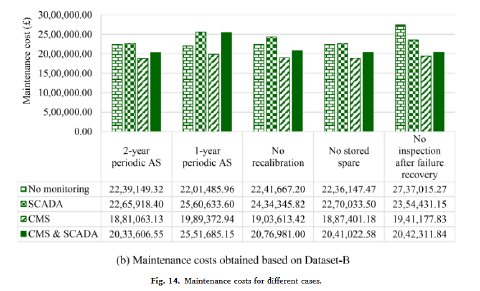 30,00,000.00
25,00,000.00
20,00,000.00
15,00,000.00
10,00,000.00
5,00,000.00
0.00
Maintenance cost (£)
2-year periodic AS 1-year periodic AS No recalibration No stored spare No inspection after failure recovery
No monitoring 22,39,149.32 22,01,485.96 22,41,667.20 22,36,147.47 27,37,015.27
SCADA 22,65,918.40 25,60,633.60 24,34,345.82 22,70,033.50 23,54,431.15
CMS 18,81,063.13 19,89,372.94 19,03,613.42 18,87,401.18 19,41,177.83
CMS & SCADA 20,33,606.55 25,51,685.15 20,76,981.00 20,41,022.58 20,42,311.84
(b) Maintenance costs obtained based on Dataset-B
Fig. 14. Maintenance costs for different cases.